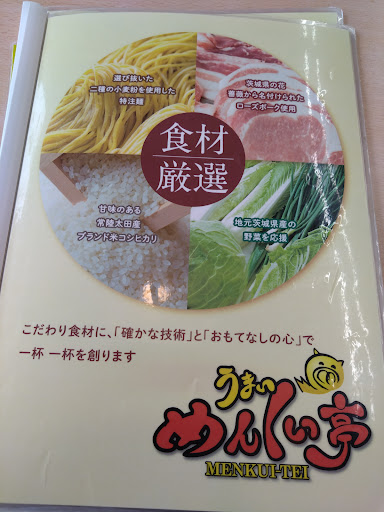 選び抜いた
二種の小麦粉を使用した
特注麺
茨城県の花
薔薇から名付けられた
ローズポーク使用
食材
厳選
甘味のある
常陸太田産
ブランド米コシヒカリ
地元茨城県産の
野菜を応援
こだわり食材に、「確かな技術」と「おもてなしの心」で
一杯 一杯を創ります
うまい
めんくい亭
MENKUI-TEI